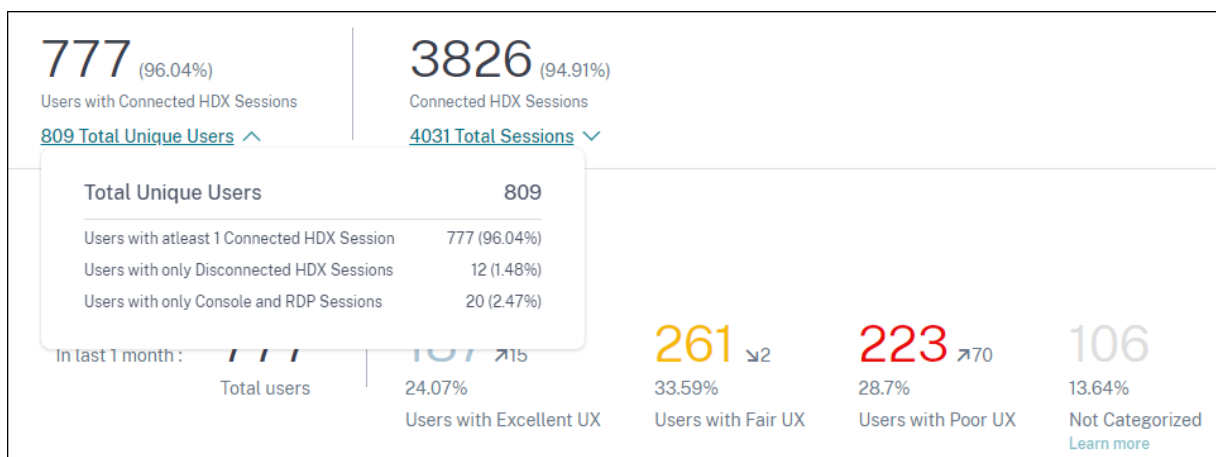 777 (96.04%)
Users with Connected HDX Sessions
809 Total Unique Users
3826 (94.91%)
Connected HDX Sessions
4031 Total Sessions
Total Unique Users 809
Users with atleast 1 Connected HDX Session 777 (96.04%)
Users with only Disconnected HDX Sessions 12 (1.48%)
Users with only Console and RDP Sessions 20 (2.47%)
In last 1 month : 777
Total users
187 15
24.07%
Users with Excellent UX
261 2
33.59%
Users with Fair UX
223 70
28.7%
Users with Poor UX
106
13.64%
Not Categorized
Learn more